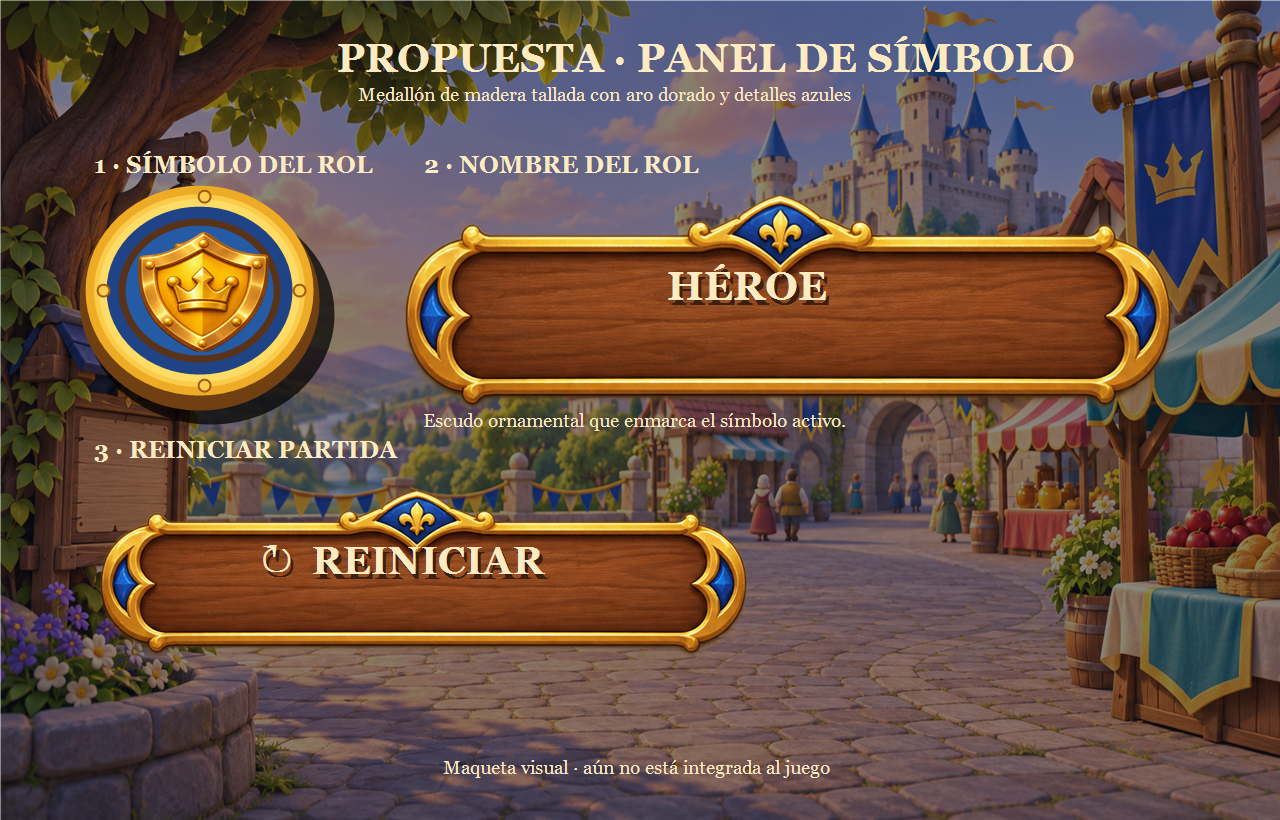 PROPUESTA · PANEL DE SÍMBOLO
Medallón de madera tallada con aro dorado y detalles azules
1 · SÍMBOLO DEL ROL
2 · NOMBRE DEL ROL
HÉROE
Escudo ornamental que enmarca el símbolo activo.
3 · REINICIAR PARTIDA
↻ REINICIAR
Maqueta visual · aún no está integrada al juego